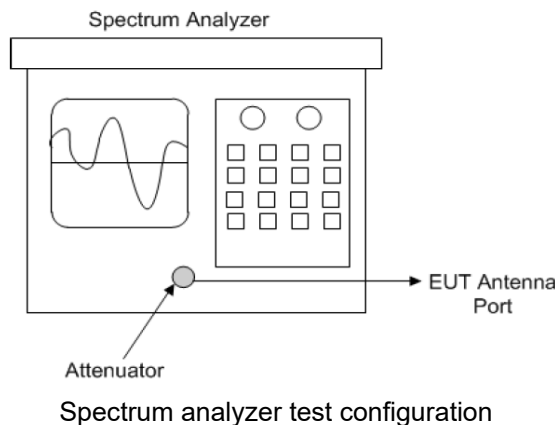 Spectrum Analyzer
EUT Antenna
Port
Attenuator
Spectrum analyzer test configuration